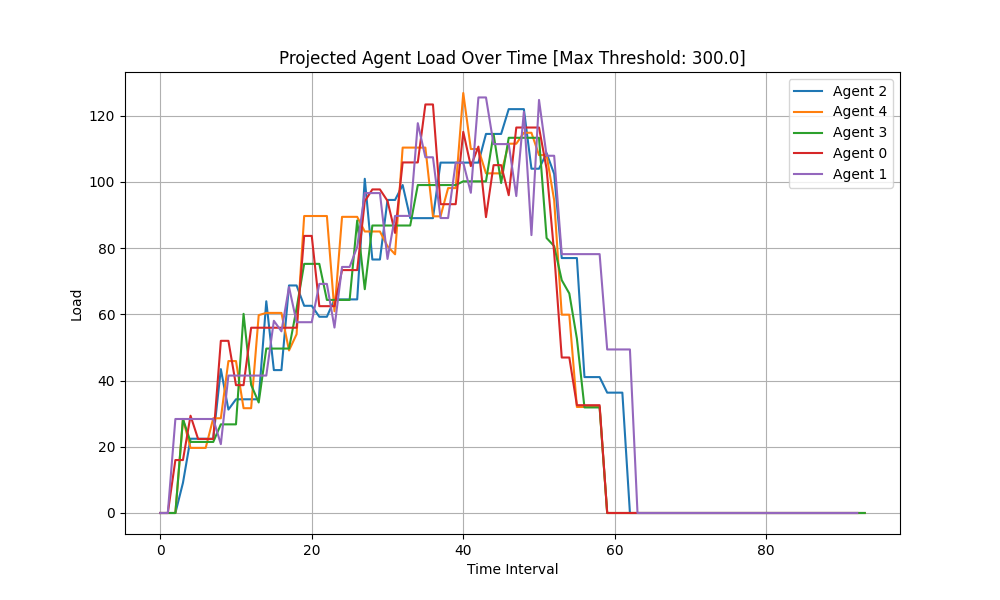 Projected Agent Load Over Time [Max Threshold: 300.0]
Load
120
100
80
60
40
20
0
0 20 40 60 80
Time Interval
Agent 2
Agent 4
Agent 3
Agent 0
Agent 1